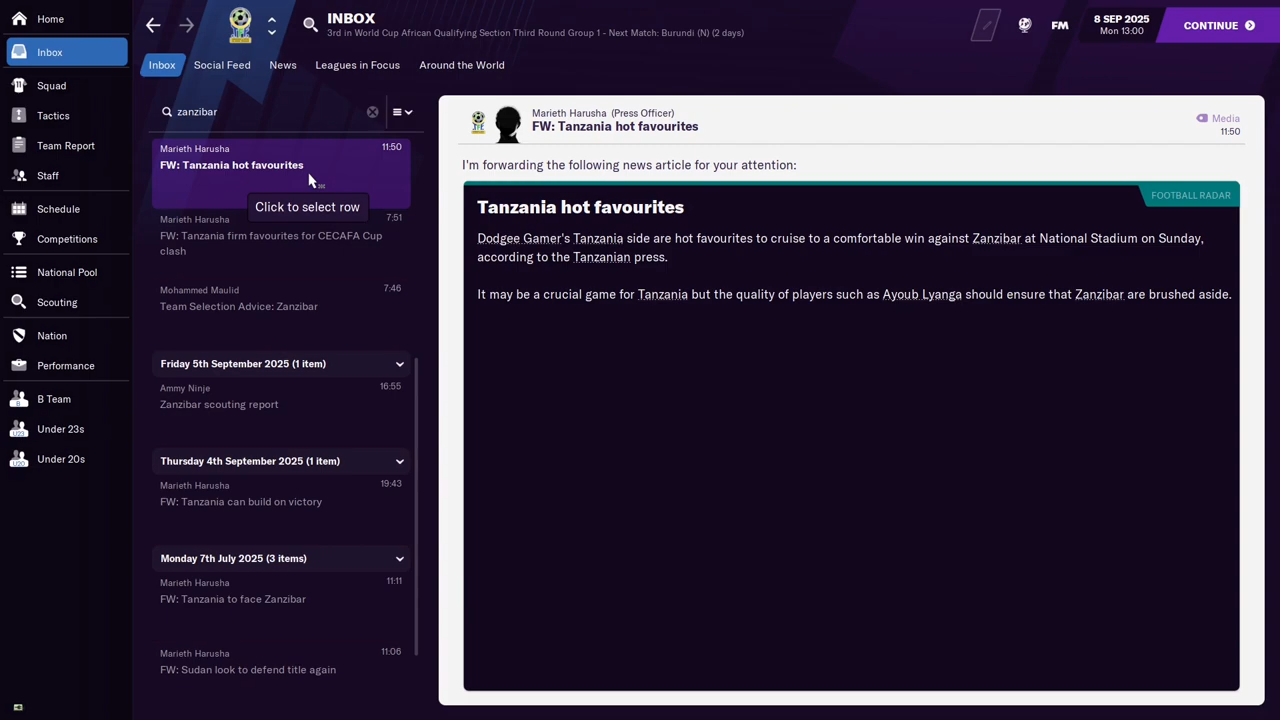 Home
Inbox
Squad
Tactics
Team Report
Staff
Schedule
Competitions
National Pool
Scouting
Nation
Performance
B Team
Under 23s
Under 20s
INBOX
3rd in World Cup African Qualifying Section Third Round Group 1 - Next Match: Burundi (N) (2 days)
FM
8 SEP 2025
Mon 13:00
CONTINUE
Inbox
Social Feed
News
Leagues in Focus
Around the World
zanzibar
Marieth Harusha 11:50
FW: Tanzania hot favourites
Click to select row
Marieth Harusha 7:51
FW: Tanzania firm favourites for CECAFA Cup
clash
Mohammed Maulid 7:46
Team Selection Advice: Zanzibar
Friday 5th September 2025 (1 item)
Ammy Ninje 16:55
Zanzibar scouting report
Thursday 4th September 2025 (1 item)
Marieth Harusha 19:43
FW: Tanzania can build on victory
Monday 7th July 2025 (3 items)
Marieth Harusha 11:11
FW: Tanzania to face Zanzibar
Marieth Harusha 11:06
FW: Sudan look to defend title again
Marieth Harusha (Press Officer)
FW: Tanzania hot favourites
Media
11:50
I'm forwarding the following news article for your attention:
FOOTBALL RADAR
Tanzania hot favourites
Dodgee Gamer's Tanzania side are hot favourites to cruise to a comfortable win against Zanzibar at National Stadium on Sunday,
according to the Tanzanian press.
It may be a crucial game for Tanzania but the quality of players such as Ayoub Lyanga should ensure that Zanzibar are brushed aside.